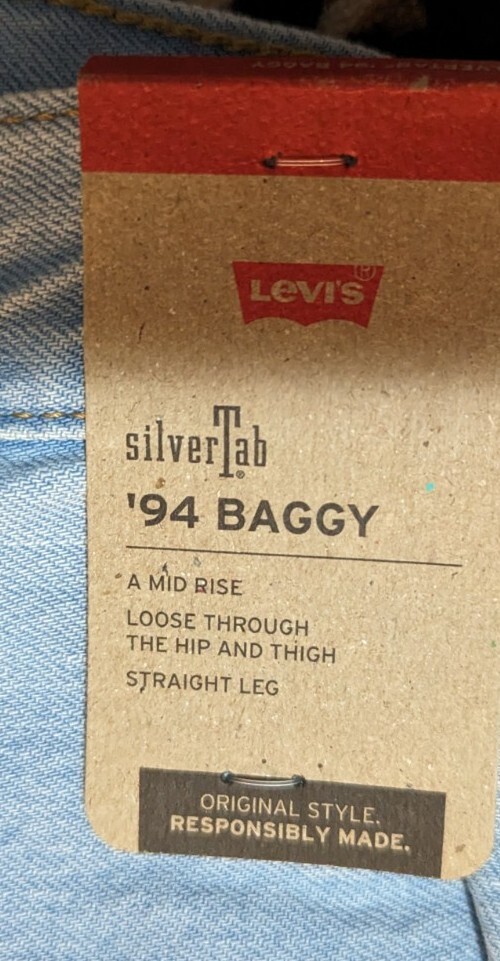 LEVI'S®
silverTab®
'94 BAGGY
A MID RISE
LOOSE THROUGH
THE HIP AND THIGH
STRAIGHT LEG
ORIGINAL STYLE.
RESPONSIBLY MADE.